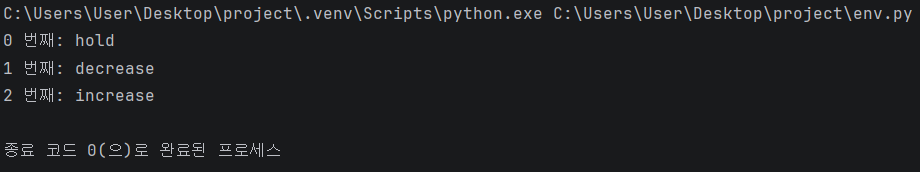 C:\Users\User\Desktop\project\.venv\Scripts\python.exe C:\Users\User\Desktop\project\env.py
0 번째: hold
1 번째: decrease
2 번째: increase
종료 코드 0(으)로 완료된 프로세스